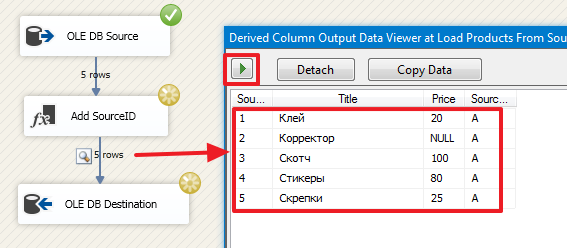 OLE DB Source
5 rows
Add SourceID
5 rows
OLE DB Destination
Derived Column Output Data Viewer at Load Products From Sou
Detach
Copy Data
Sou... Title Price Sourc...
1 Клей 20 A
2 Корректор NULL A
3 Скотч 100 A
4 Стикеры 80 A
5 Скрепки 25 A